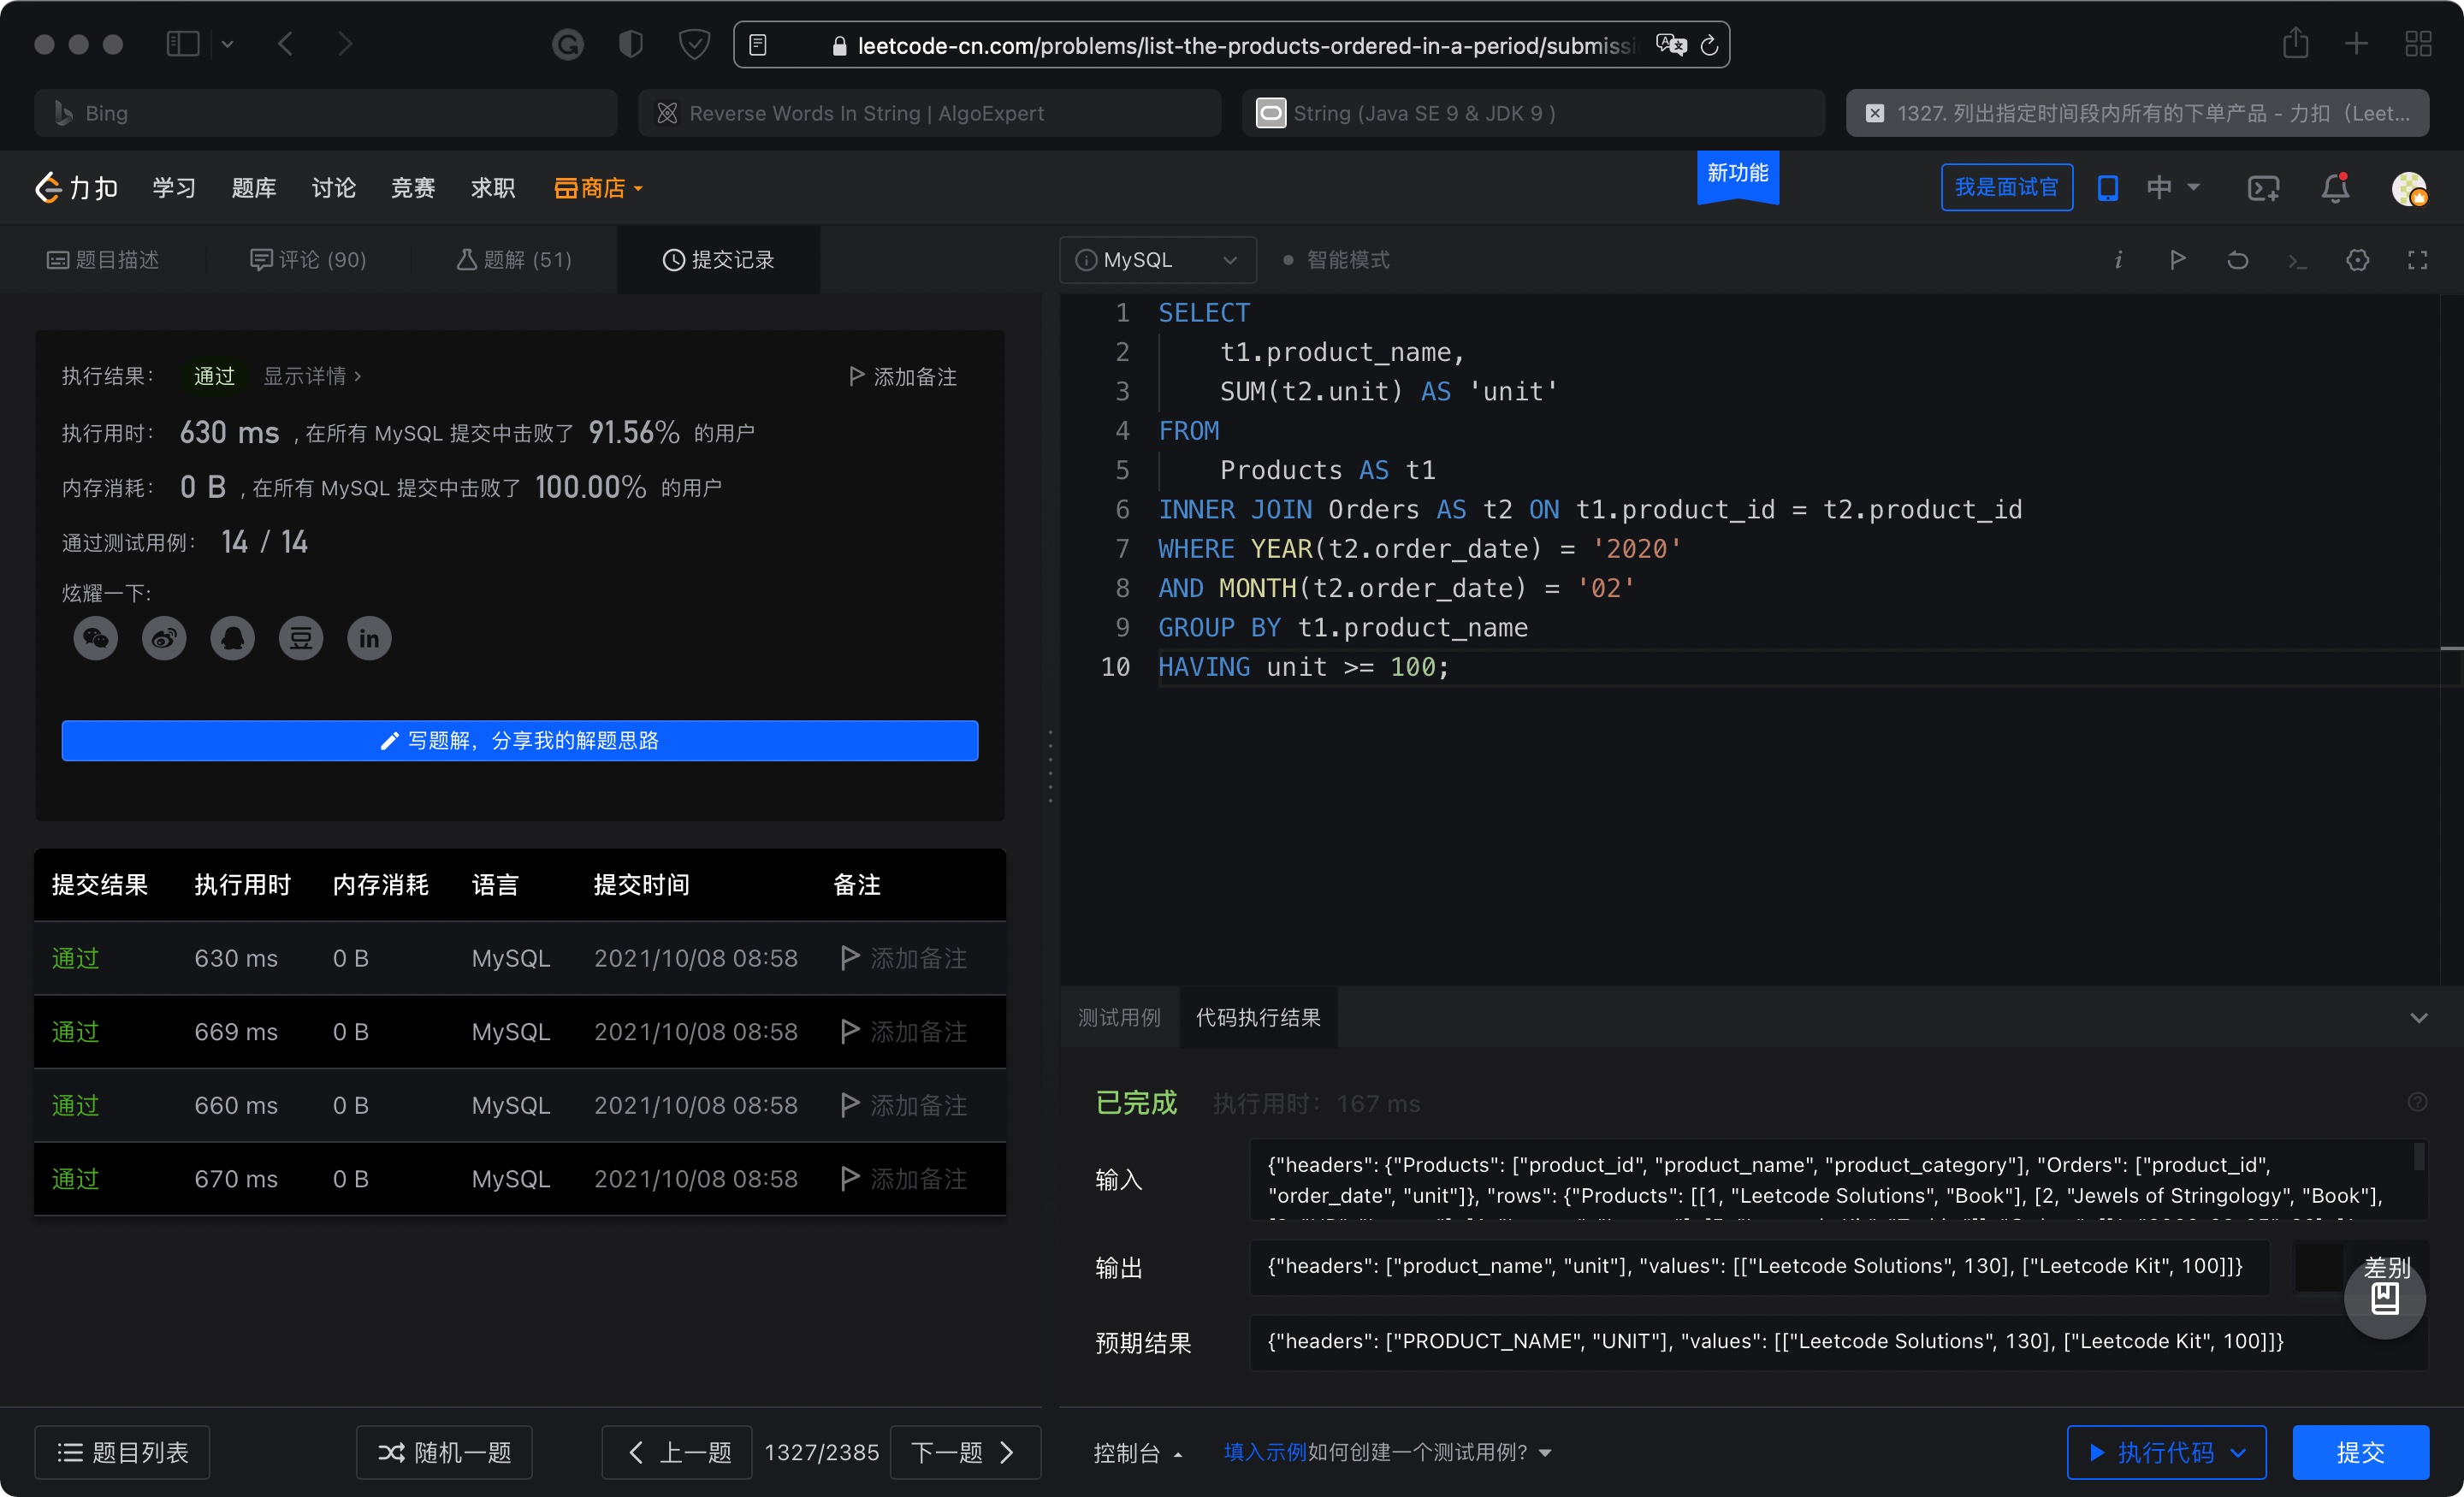 leetcode-cn.com/problems/list-the-products-ordered-in-a-period/submissi
Bing
Reverse Words In String | AlgoExpert
String (Java SE 9 & JDK 9 )
1327. 列出指定时间段内所有的下单产品 - 力扣（Leet...
力扣 学习 题库 讨论 竞赛 求职 商店
新功能
我是面试官
中
题目描述
评论 (90)
题解 (51)
提交记录
MySQL
智能模式
执行结果： 通过 显示详情 >
添加备注
执行用时： 630 ms , 在所有 MySQL 提交中击败了 91.56% 的用户
内存消耗： 0 B , 在所有 MySQL 提交中击败了 100.00% 的用户
通过测试用例： 14 / 14
炫耀一下:
豆
in
写题解，分享我的解题思路
提交结果 执行用时 内存消耗 语言 提交时间 备注
通过 630 ms 0 B MySQL 2021/10/08 08:58 添加备注
通过 669 ms 0 B MySQL 2021/10/08 08:58 添加备注
通过 660 ms 0 B MySQL 2021/10/08 08:58 添加备注
通过 670 ms 0 B MySQL 2021/10/08 08:58 添加备注
1 SELECT
2 t1.product_name,
3 SUM(t2.unit) AS 'unit'
4 FROM
5 Products AS t1
6 INNER JOIN Orders AS t2 ON t1.product_id = t2.product_id
7 WHERE YEAR(t2.order_date) = '2020'
8 AND MONTH(t2.order_date) = '02'
9 GROUP BY t1.product_name
10 HAVING unit >= 100;
测试用例
代码执行结果
已完成 执行用时： 167 ms
输入
{"headers": {"Products": ["product_id", "product_name", "product_category"], "Orders": ["product_id",
"order_date", "unit"]}, "rows": {"Products": [[1, "Leetcode Solutions", "Book"], [2, "Jewels of Stringology", "Book"],
输出
{"headers": ["product_name", "unit"], "values": [["Leetcode Solutions", 130], ["Leetcode Kit", 100]]}
差别
预期结果
{"headers": ["PRODUCT_NAME", "UNIT"], "values": [["Leetcode Solutions", 130], ["Leetcode Kit", 100]]}
题目列表
随机一题
上一题
1327/2385
下一题
控制台
填入示例如何创建一个测试用例?
执行代码
提交